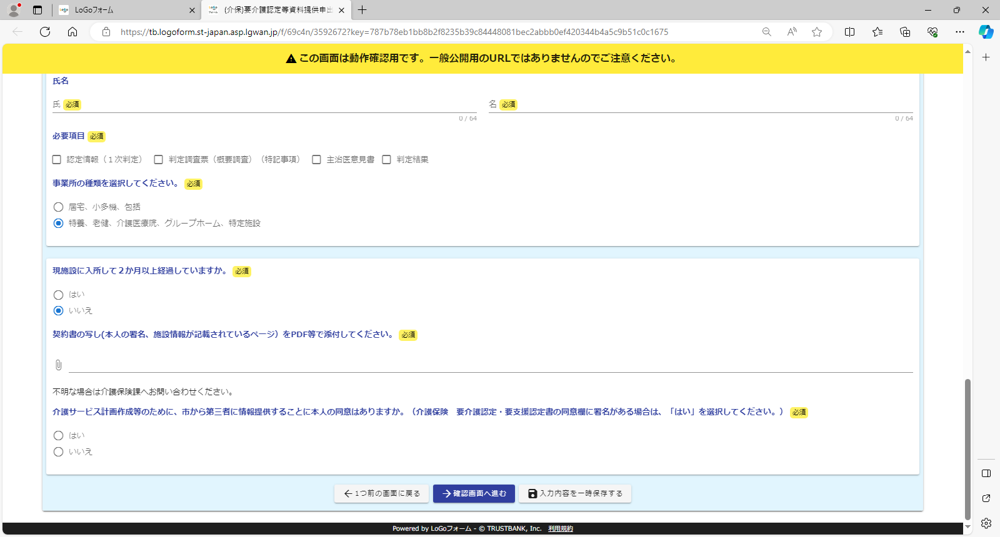 LoGoフォーム
(介保)要介護認定等資料提供申出
https://tb.logoform.st-japan.asp.lgwan.jp/f/69c4n/3592672?key=787b78eb1bb8b2f8235b39c84448081bec2abbb0ef420344b4a5c9b51c0c1675
この画面は動作確認用です。一般公開用のURLではありませんのでご注意ください。
氏名
氏 必須
名 必須
0 / 64
0 / 64
必要項目 必須
認定情報（１次判定） 判定調査票（概要調査）（特記事項） 主治医意見書 判定結果
事業所の種類を選択してください。 必須
居宅、小多機、包括
特養、老健、介護医療院、グループホーム、特定施設
現施設に入所して２か月以上経過していますか。 必須
はい
いいえ
契約書の写し(本人の署名、施設情報が記載されているページ）をPDF等で添付してください。 必須
不明な場合は介護保険課へお問い合わせください。
介護サービス計画作成等のために、市から第三者に情報提供することに本人の同意はありますか。（介護保険　要介護認定・要支援認定書の同意欄に署名がある場合は、「はい」を選択してください。） 必須
はい
いいえ
1つ前の画面に戻る 確認画面へ進む 入力内容を一時保存する
Powered by LoGoフォーム - © TRUSTBANK, Inc. 利用規約